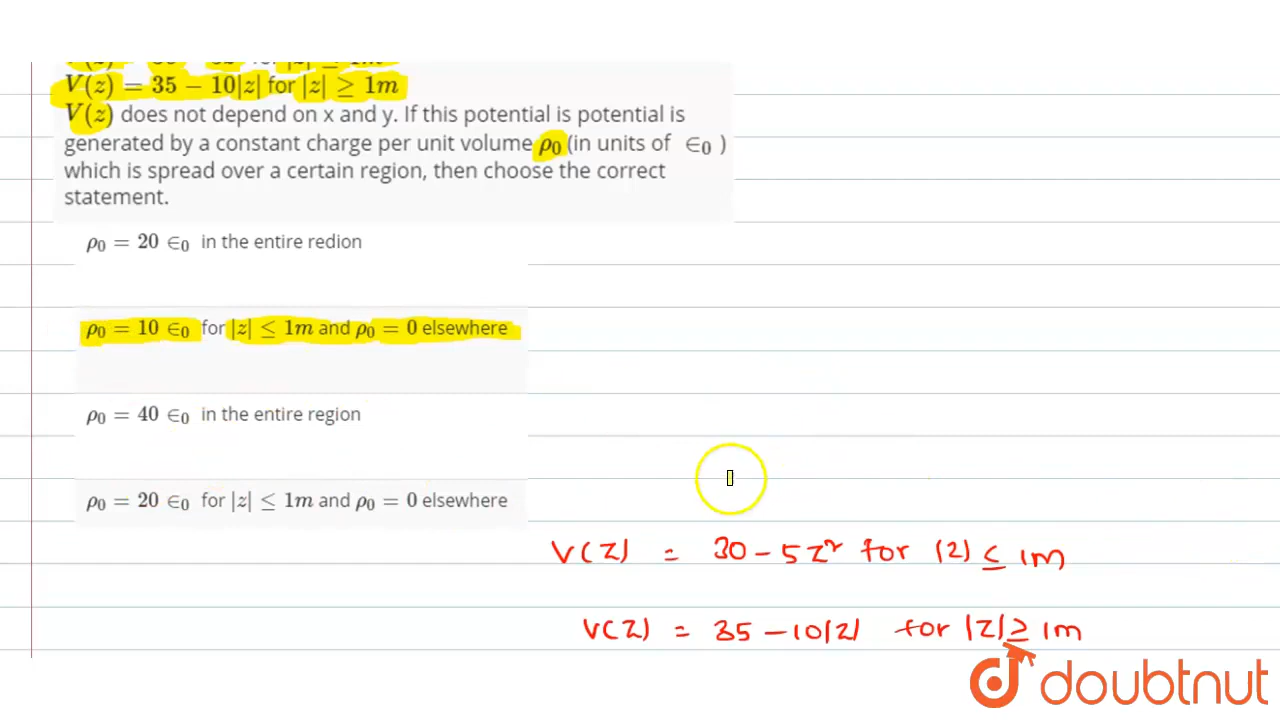 V(z) = 35 − 10|z| for |z| ≥ 1m
V(z) does not depend on x and y. If this potential is potential is
generated by a constant charge per unit volume ρ0 (in units of ∈0 )
which is spread over a certain region, then choose the correct
statement.
ρ0 = 20 ∈0 in the entire redion
ρ0 = 10 ∈0 for |z| ≤ 1m and ρ0 = 0 elsewhere
ρ0 = 40 ∈0 in the entire region
ρ0 = 20 ∈0 for |z| ≤ 1m and ρ0 = 0 elsewhere
V(Z) = 30 − 5Z² for |Z| ≤ 1m
V(Z) = 35 − 10|Z| for |Z| ≥ 1m
doubtnut